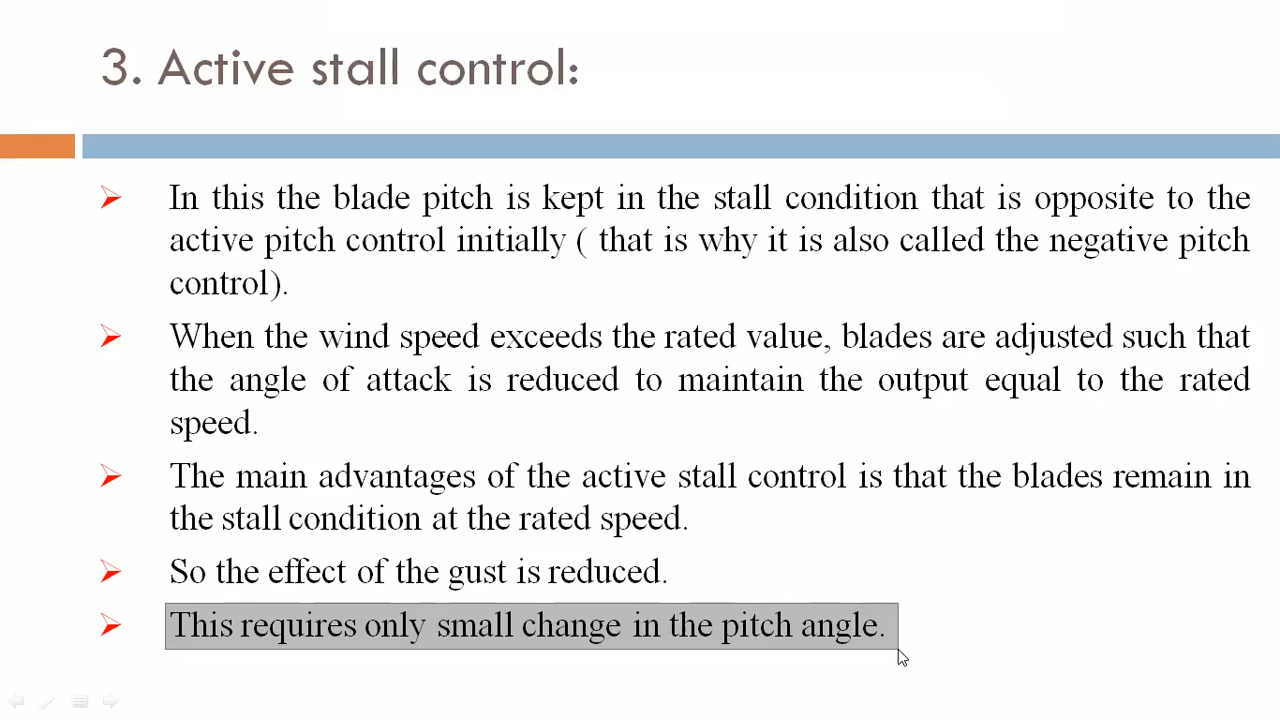 3. Active stall control:
In this the blade pitch is kept in the stall condition that is opposite to the
active pitch control initially ( that is why it is also called the negative pitch
control).
When the wind speed exceeds the rated value, blades are adjusted such that
the angle of attack is reduced to maintain the output equal to the rated
speed.
The main advantages of the active stall control is that the blades remain in
the stall condition at the rated speed.
So the effect of the gust is reduced.
This requires only small change in the pitch angle.